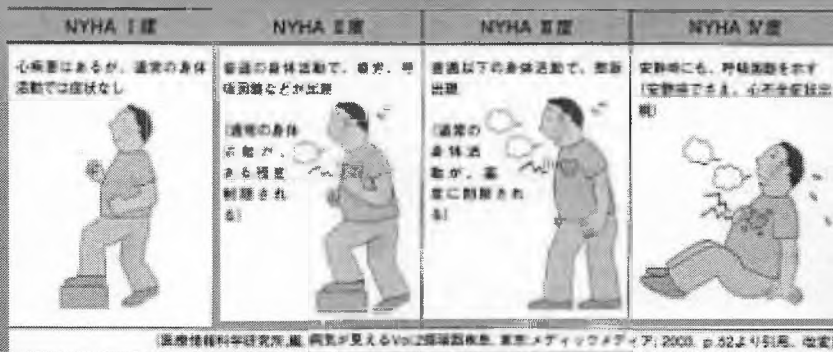 NYHA Ⅰ度
心疾患はあるが、通常の身体
活動では症状なし
NYHA Ⅱ度
普通の身体活動で、疲労、呼
吸困難などが出現
(通常の身体
活動が、
ある程度
制限され
る)
NYHA Ⅲ度
普通以下の身体活動で、症状
出現
(通常の
身体活
動が、高
度に制限され
る)
NYHA Ⅳ度
安静時にも、呼吸困難を示す
(安静時でさえ、心不全症状出
現)
(医療情報科学研究所,編,病気が見えるVol.2循環器疾患,東京:メディックメディア;2003. p.52より引用、改変)